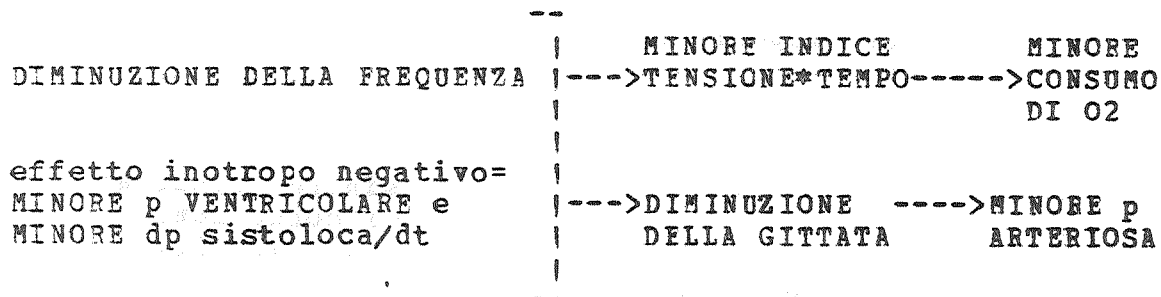 --
| MINORE INDICE MINORE
DIMINUZIONE DELLA FREQUENZA |--->TENSIONE*TEMPO----->CONSUMO
| DI O2
|
effetto inotropo negativo= |
MINORE p VENTRICOLARE e |--->DIMINUZIONE ---->MINORE p
MINORE dp sistoloca/dt | DELLA GITTATA ARTERIOSA
|